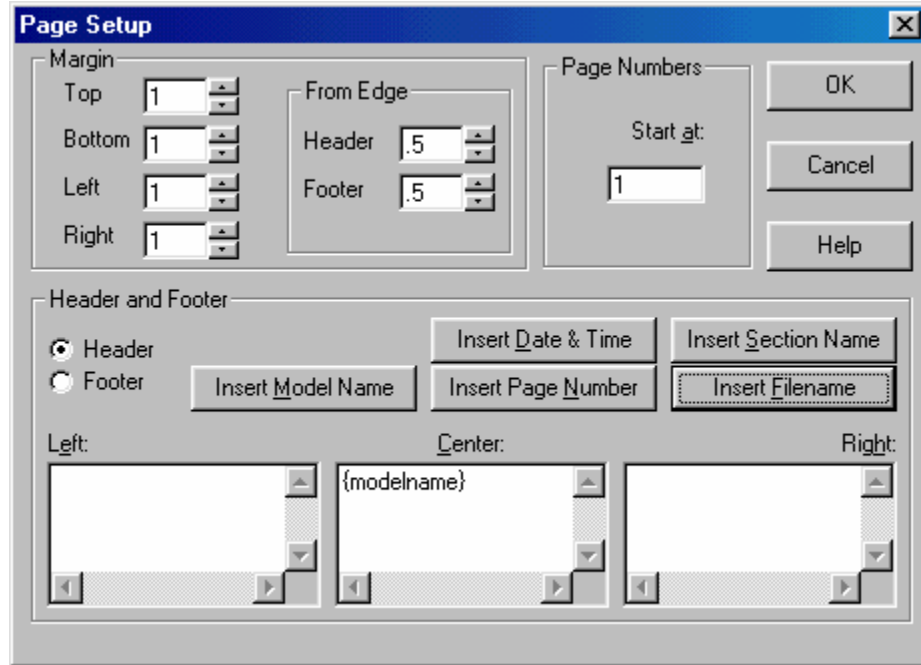 Page Setup
Margin
Top 1
Bottom 1
Left 1
Right 1
From Edge
Header .5
Footer .5
Page Numbers
Start at:
1
OK
Cancel
Help
Header and Footer
Header
Footer
Insert Date & Time
Insert Section Name
Insert Model Name
Insert Page Number
Insert Filename
Left:
Center:
Right:
{modelname}